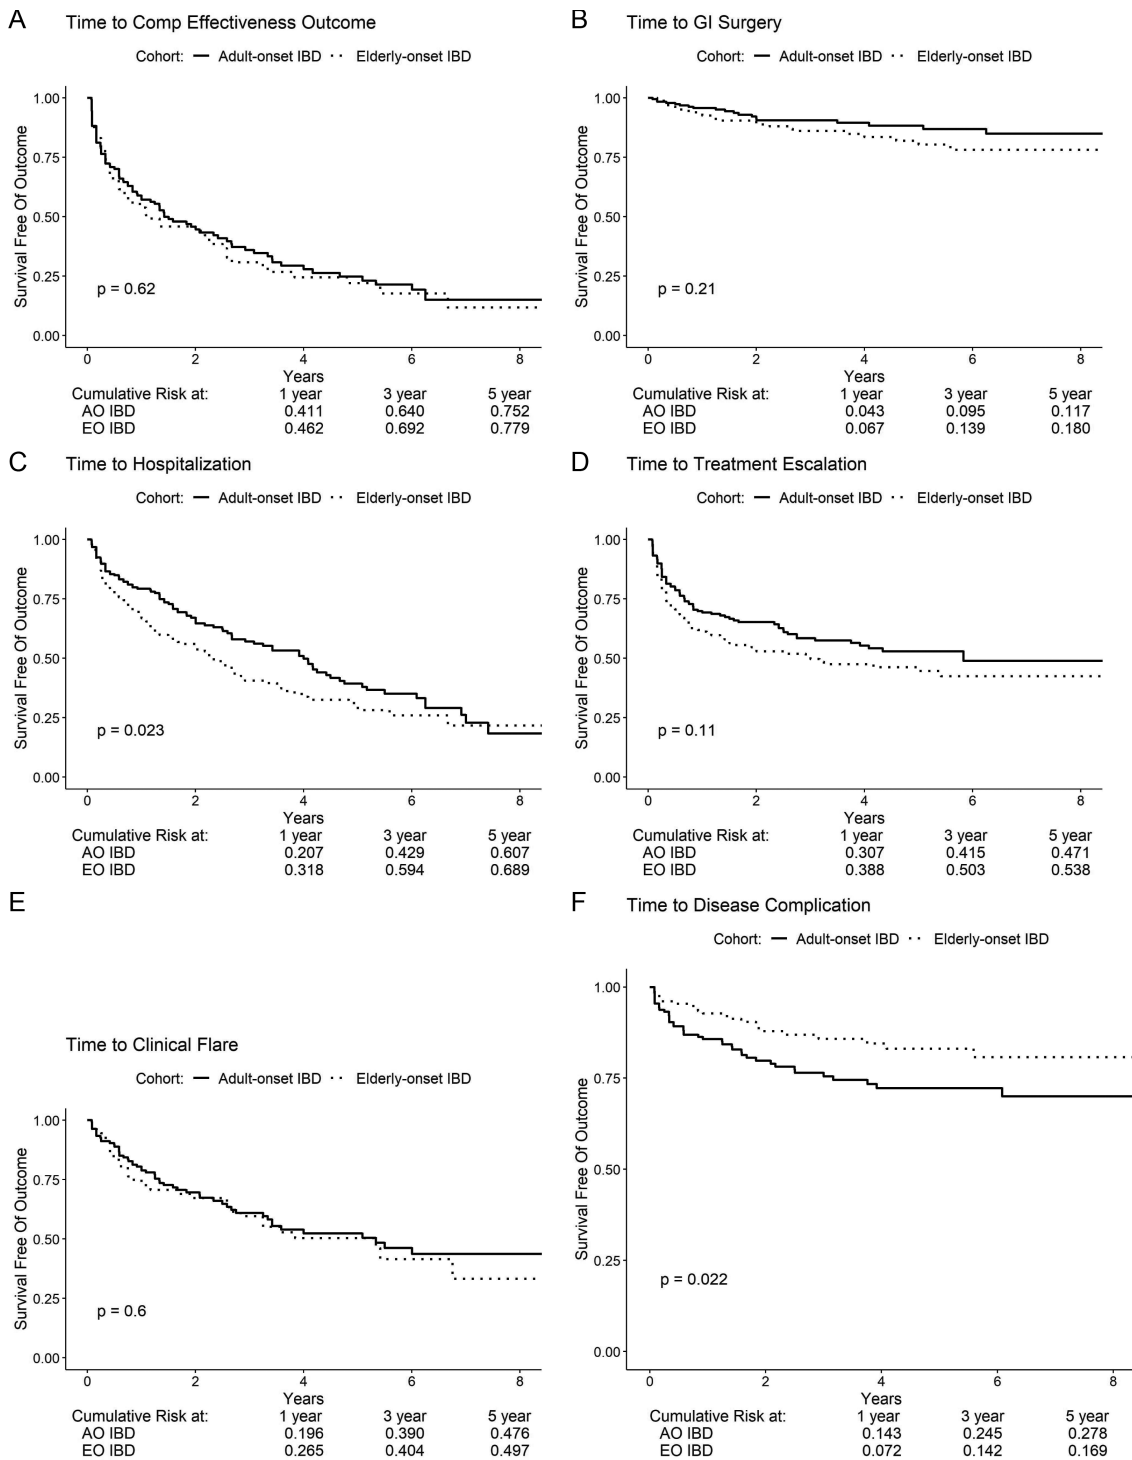 A
Time to Comp Effectiveness Outcome
Cohort: Adult-onset IBD Elderly-onset IBD
Survival Free Of Outcome
1.00
0.75
0.50
0.25
0.00
p = 0.62
0 2 4 6 8
Years
Cumulative Risk at: 1 year 3 year 5 year
AO IBD 0.411 0.640 0.752
EO IBD 0.462 0.692 0.779
B
Time to GI Surgery
Cohort: Adult-onset IBD Elderly-onset IBD
Survival Free Of Outcome
1.00
0.75
0.50
0.25
0.00
p = 0.21
0 2 4 6 8
Years
Cumulative Risk at: 1 year 3 year 5 year
AO IBD 0.043 0.095 0.117
EO IBD 0.067 0.139 0.180
C
Time to Hospitalization
Cohort: Adult-onset IBD Elderly-onset IBD
Survival Free Of Outcome
1.00
0.75
0.50
0.25
0.00
p = 0.023
0 2 4 6 8
Years
Cumulative Risk at: 1 year 3 year 5 year
AO IBD 0.207 0.429 0.607
EO IBD 0.318 0.594 0.689
D
Time to Treatment Escalation
Cohort: Adult-onset IBD Elderly-onset IBD
Survival Free Of Outcome
1.00
0.75
0.50
0.25
0.00
p = 0.11
0 2 4 6 8
Years
Cumulative Risk at: 1 year 3 year 5 year
AO IBD 0.307 0.415 0.471
EO IBD 0.388 0.503 0.538
E
Time to Clinical Flare
Cohort: Adult-onset IBD Elderly-onset IBD
Survival Free Of Outcome
1.00
0.75
0.50
0.25
0.00
p = 0.6
0 2 4 6 8
Years
Cumulative Risk at: 1 year 3 year 5 year
AO IBD 0.196 0.390 0.476
EO IBD 0.265 0.404 0.497
F
Time to Disease Complication
Cohort: Adult-onset IBD Elderly-onset IBD
Survival Free Of Outcome
1.00
0.75
0.50
0.25
0.00
p = 0.022
0 2 4 6 8
Years
Cumulative Risk at: 1 year 3 year 5 year
AO IBD 0.143 0.245 0.278
EO IBD 0.072 0.142 0.169